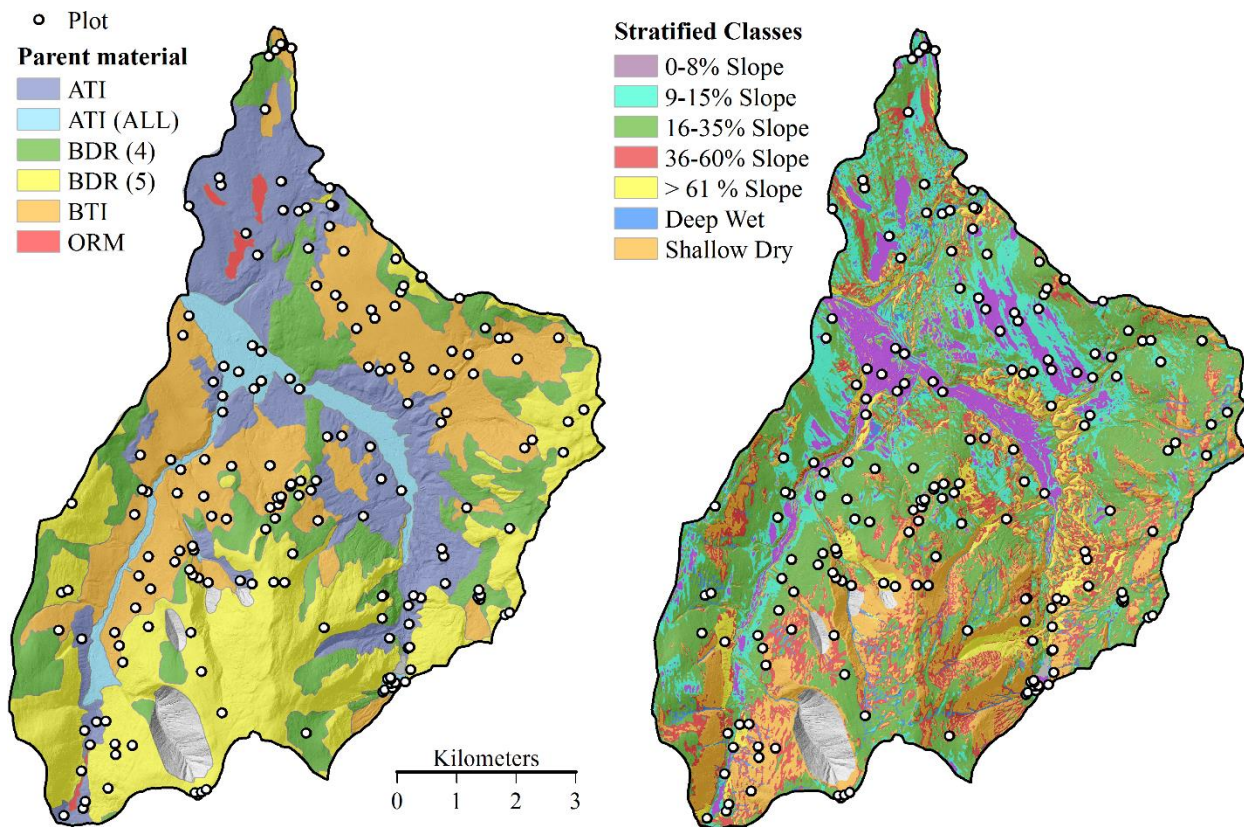 Plot
Parent material
ATI
ATI (ALL)
BDR (4)
BDR (5)
BTI
ORM
Stratified Classes
0-8% Slope
9-15% Slope
16-35% Slope
36-60% Slope
> 61 % Slope
Deep Wet
Shallow Dry
Kilometers
0 1 2 3